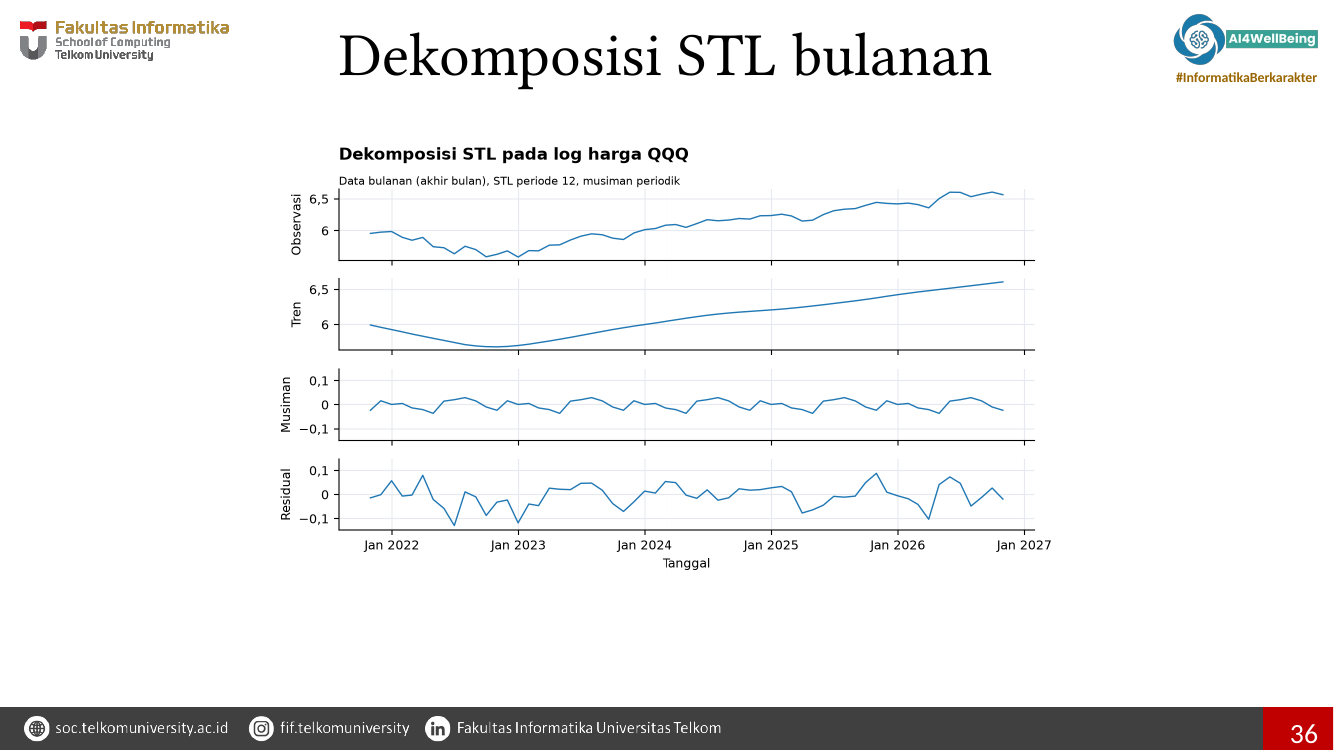 Fakultas Informatika
School of Computing
Telkom University
Dekomposisi STL bulanan
AI4WellBeing
#InformatikaBerkarakter
Dekomposisi STL pada log harga QQQ
Data bulanan (akhir bulan), STL periode 12, musiman periodik
Observasi
6,5
6
Tren
6,5
6
Musiman
0,1
0
−0,1
Residual
0,1
0
−0,1
Jan 2022
Jan 2023
Jan 2024
Jan 2025
Jan 2026
Jan 2027
Tanggal
soc.telkomuniversity.ac.id
fif.telkomuniversity
in
Fakultas Informatika Universitas Telkom
36